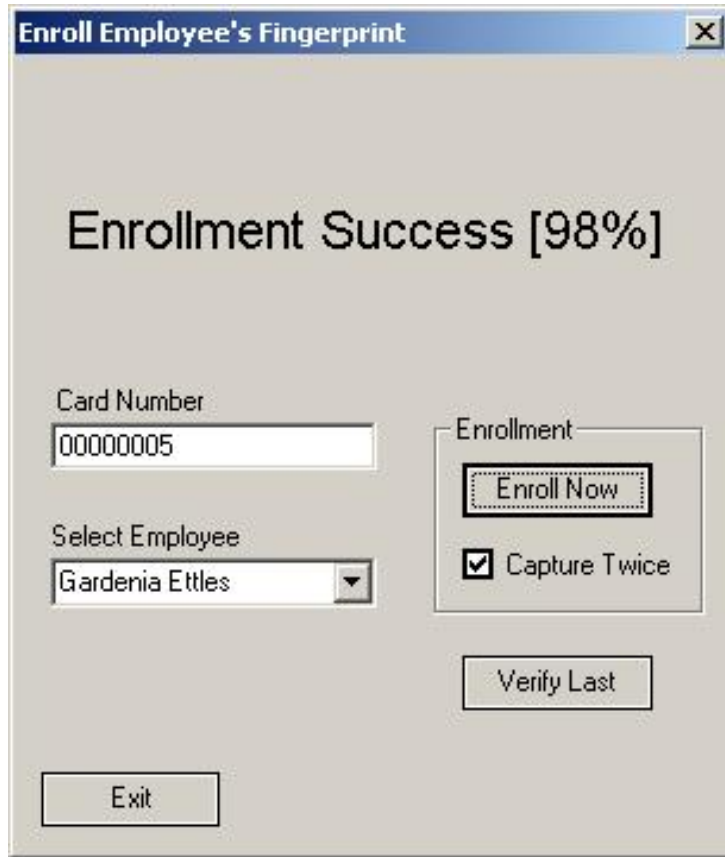 Enroll Employee's Fingerprint
Enrollment Success [98%]
Card Number
00000005
Select Employee
Gardenia Ettles
Enrollment
Enroll Now
Capture Twice
Verify Last
Exit